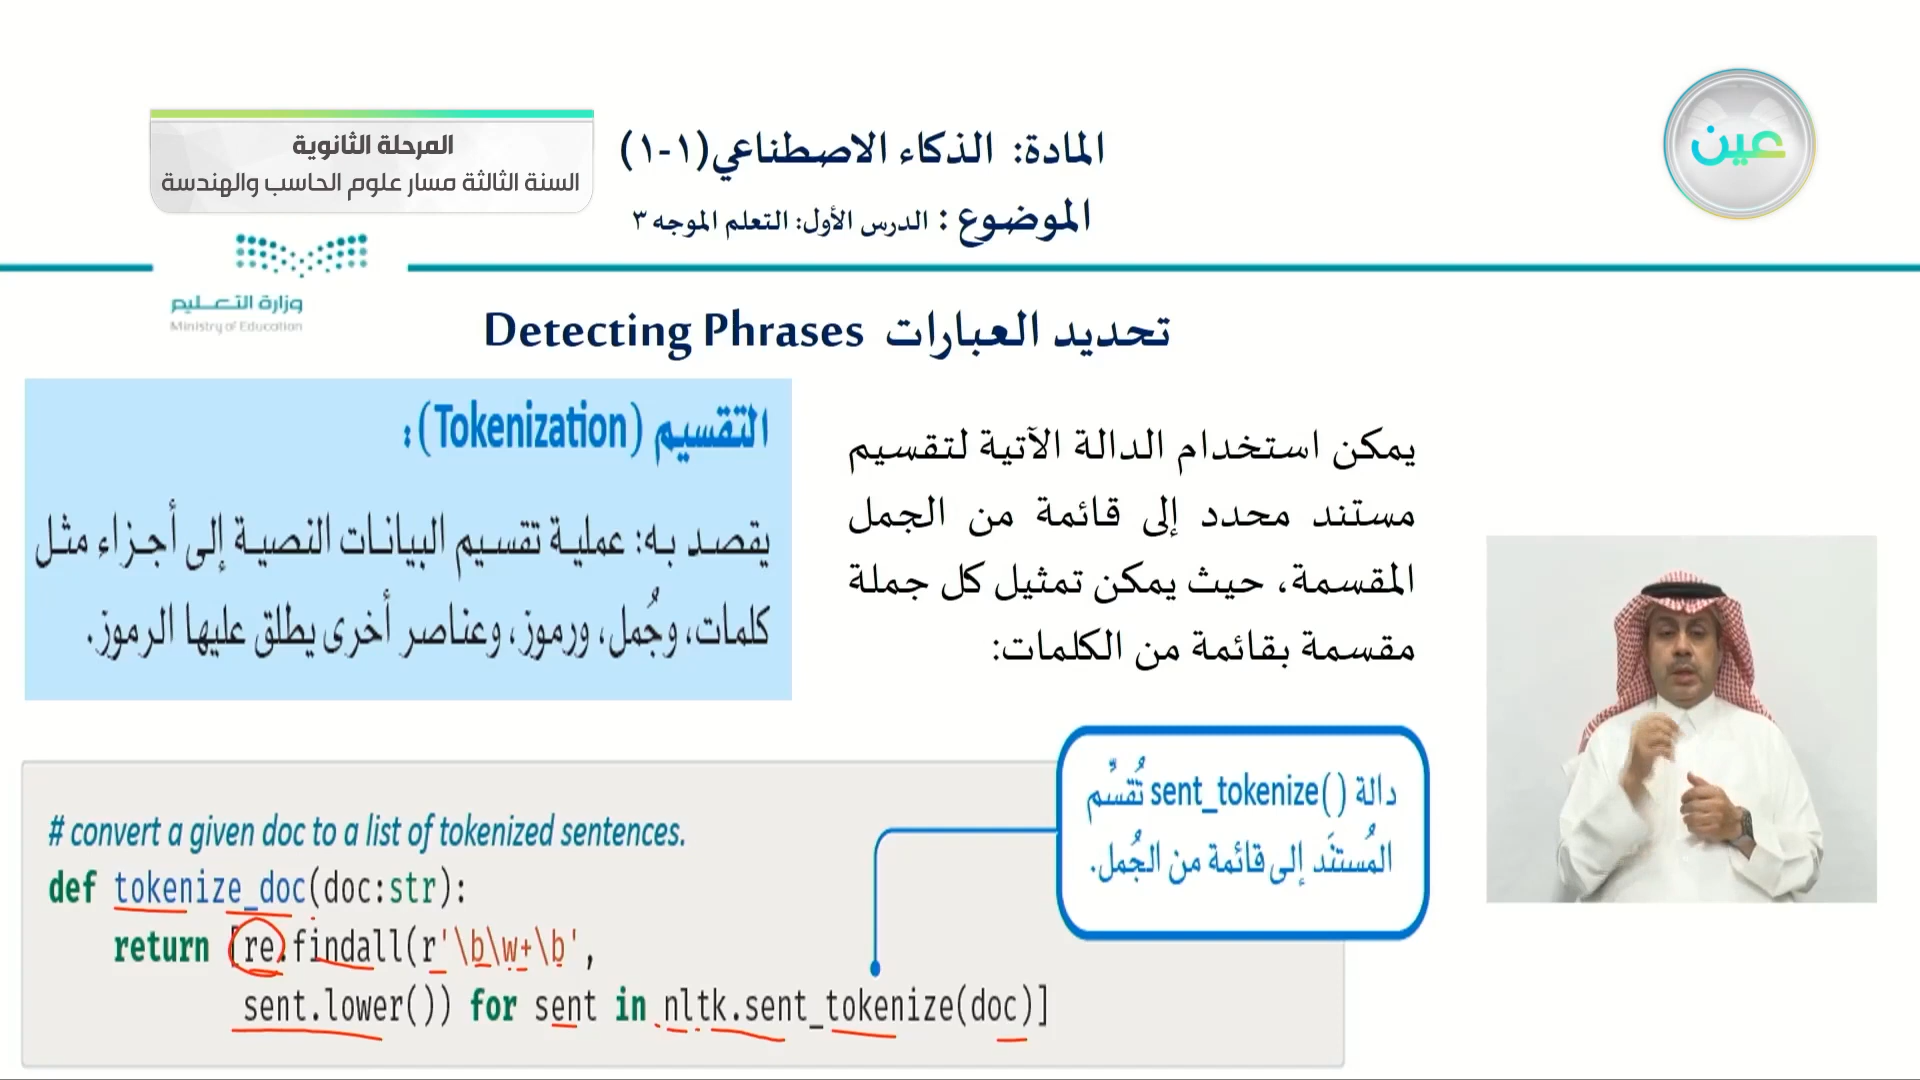 عين
المادة: الذكاء الاصطناعي(١-١)
الموضوع : الدرس الأول: التعلم الموجه ٣
المرحلة الثانوية
السنة الثالثة مسار علوم الحاسب والهندسة
وزارة التعليم
Ministry of Education
تحديد العبارات Detecting Phrases
يمكن استخدام الدالة الآتية لتقسيم
مستند محدد إلى قائمة من الجمل
المقسمة، حيث يمكن تمثيل كل جملة
مقسمة بقائمة من الكلمات:
التقسيم (Tokenization):
يقصد به: عملية تقسيم البيانات النصية إلى أجزاء مثل
كلمات، وجُمل، ورموز، وعناصر أخرى يطلق عليها الرموز.
دالة sent_tokenize() تُقسِّم
المُستنَد إلى قائمة من الجُمل.
# convert a given doc to a list of tokenized sentences.
def tokenize_doc(doc:str):
return [re.findall(r'\b\w+\b',
sent.lower()) for sent in nltk.sent_tokenize(doc)]